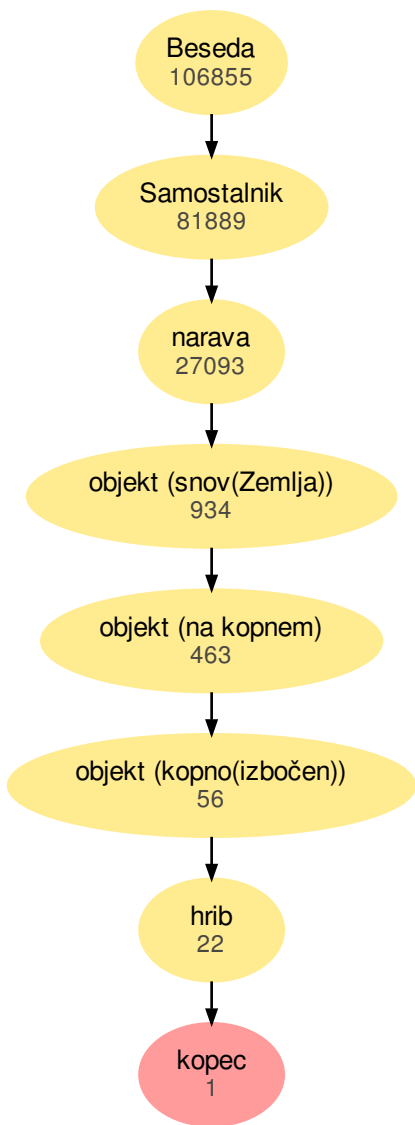 Beseda
106855
Samostalnik
81889
narava
27093
objekt (snov(Zemlja))
934
objekt (na kopnem)
463
objekt (kopno(izbočen))
56
hrib
22
kopec
1